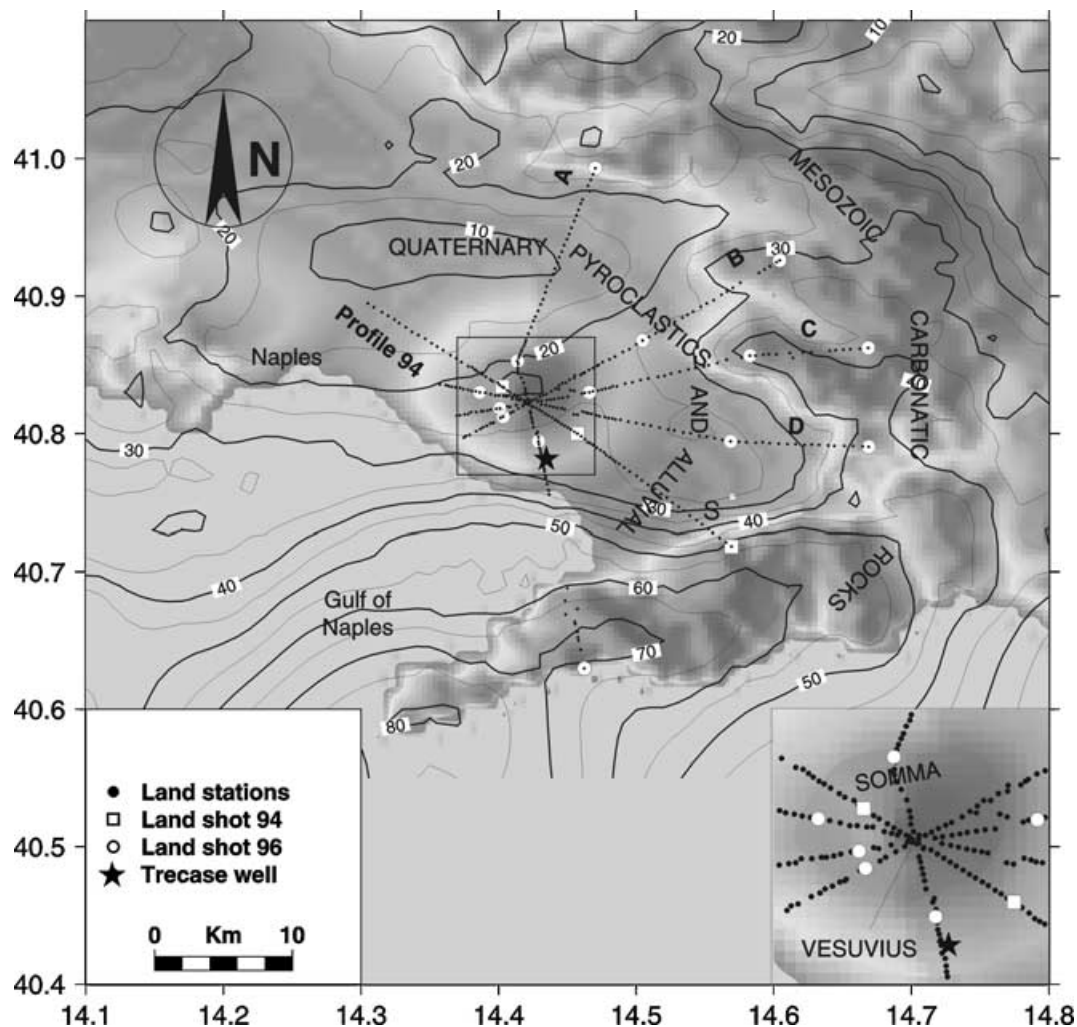 20
10
41.0
N
20
A
MESOZOIC
20
10
QUATERNARY
30
B
PYROCLASTICS
40.9
Profile 94
C
CARBONATIC
Naples
20
AND
D
40.8
30
ALLUVIAL
S
30
40
50
40
60
ROCKS
40.7
Gulf of
Naples
70
50
80
40.6
Land stations
Land shot 94
Land shot 96
Trecase well
0 Km 10
SOMMA
VESUVIUS
40.5
40.4
14.1 14.2 14.3 14.4 14.5 14.6 14.7 14.8